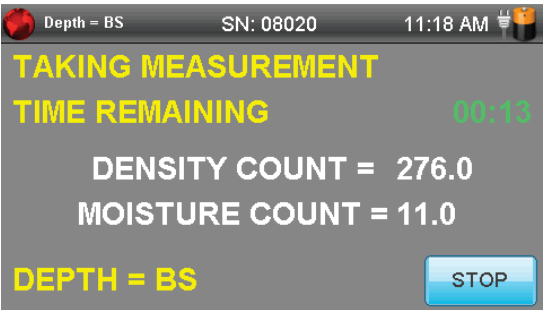 Depth = BS SN: 08020 11:18 AM
TAKING MEASUREMENT
TIME REMAINING 00:13
DENSITY COUNT = 276.0
MOISTURE COUNT = 11.0
DEPTH = BS STOP